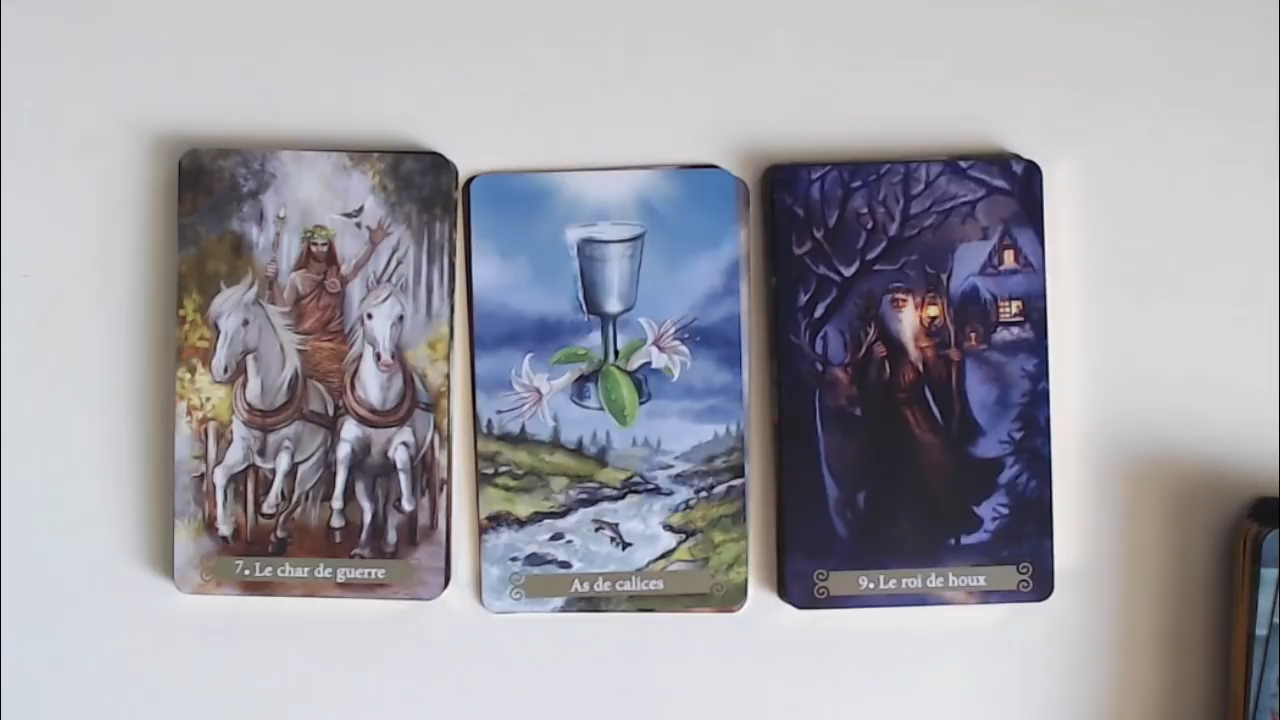 7. Le char de guerre
As de calices
9. Le roi de houx